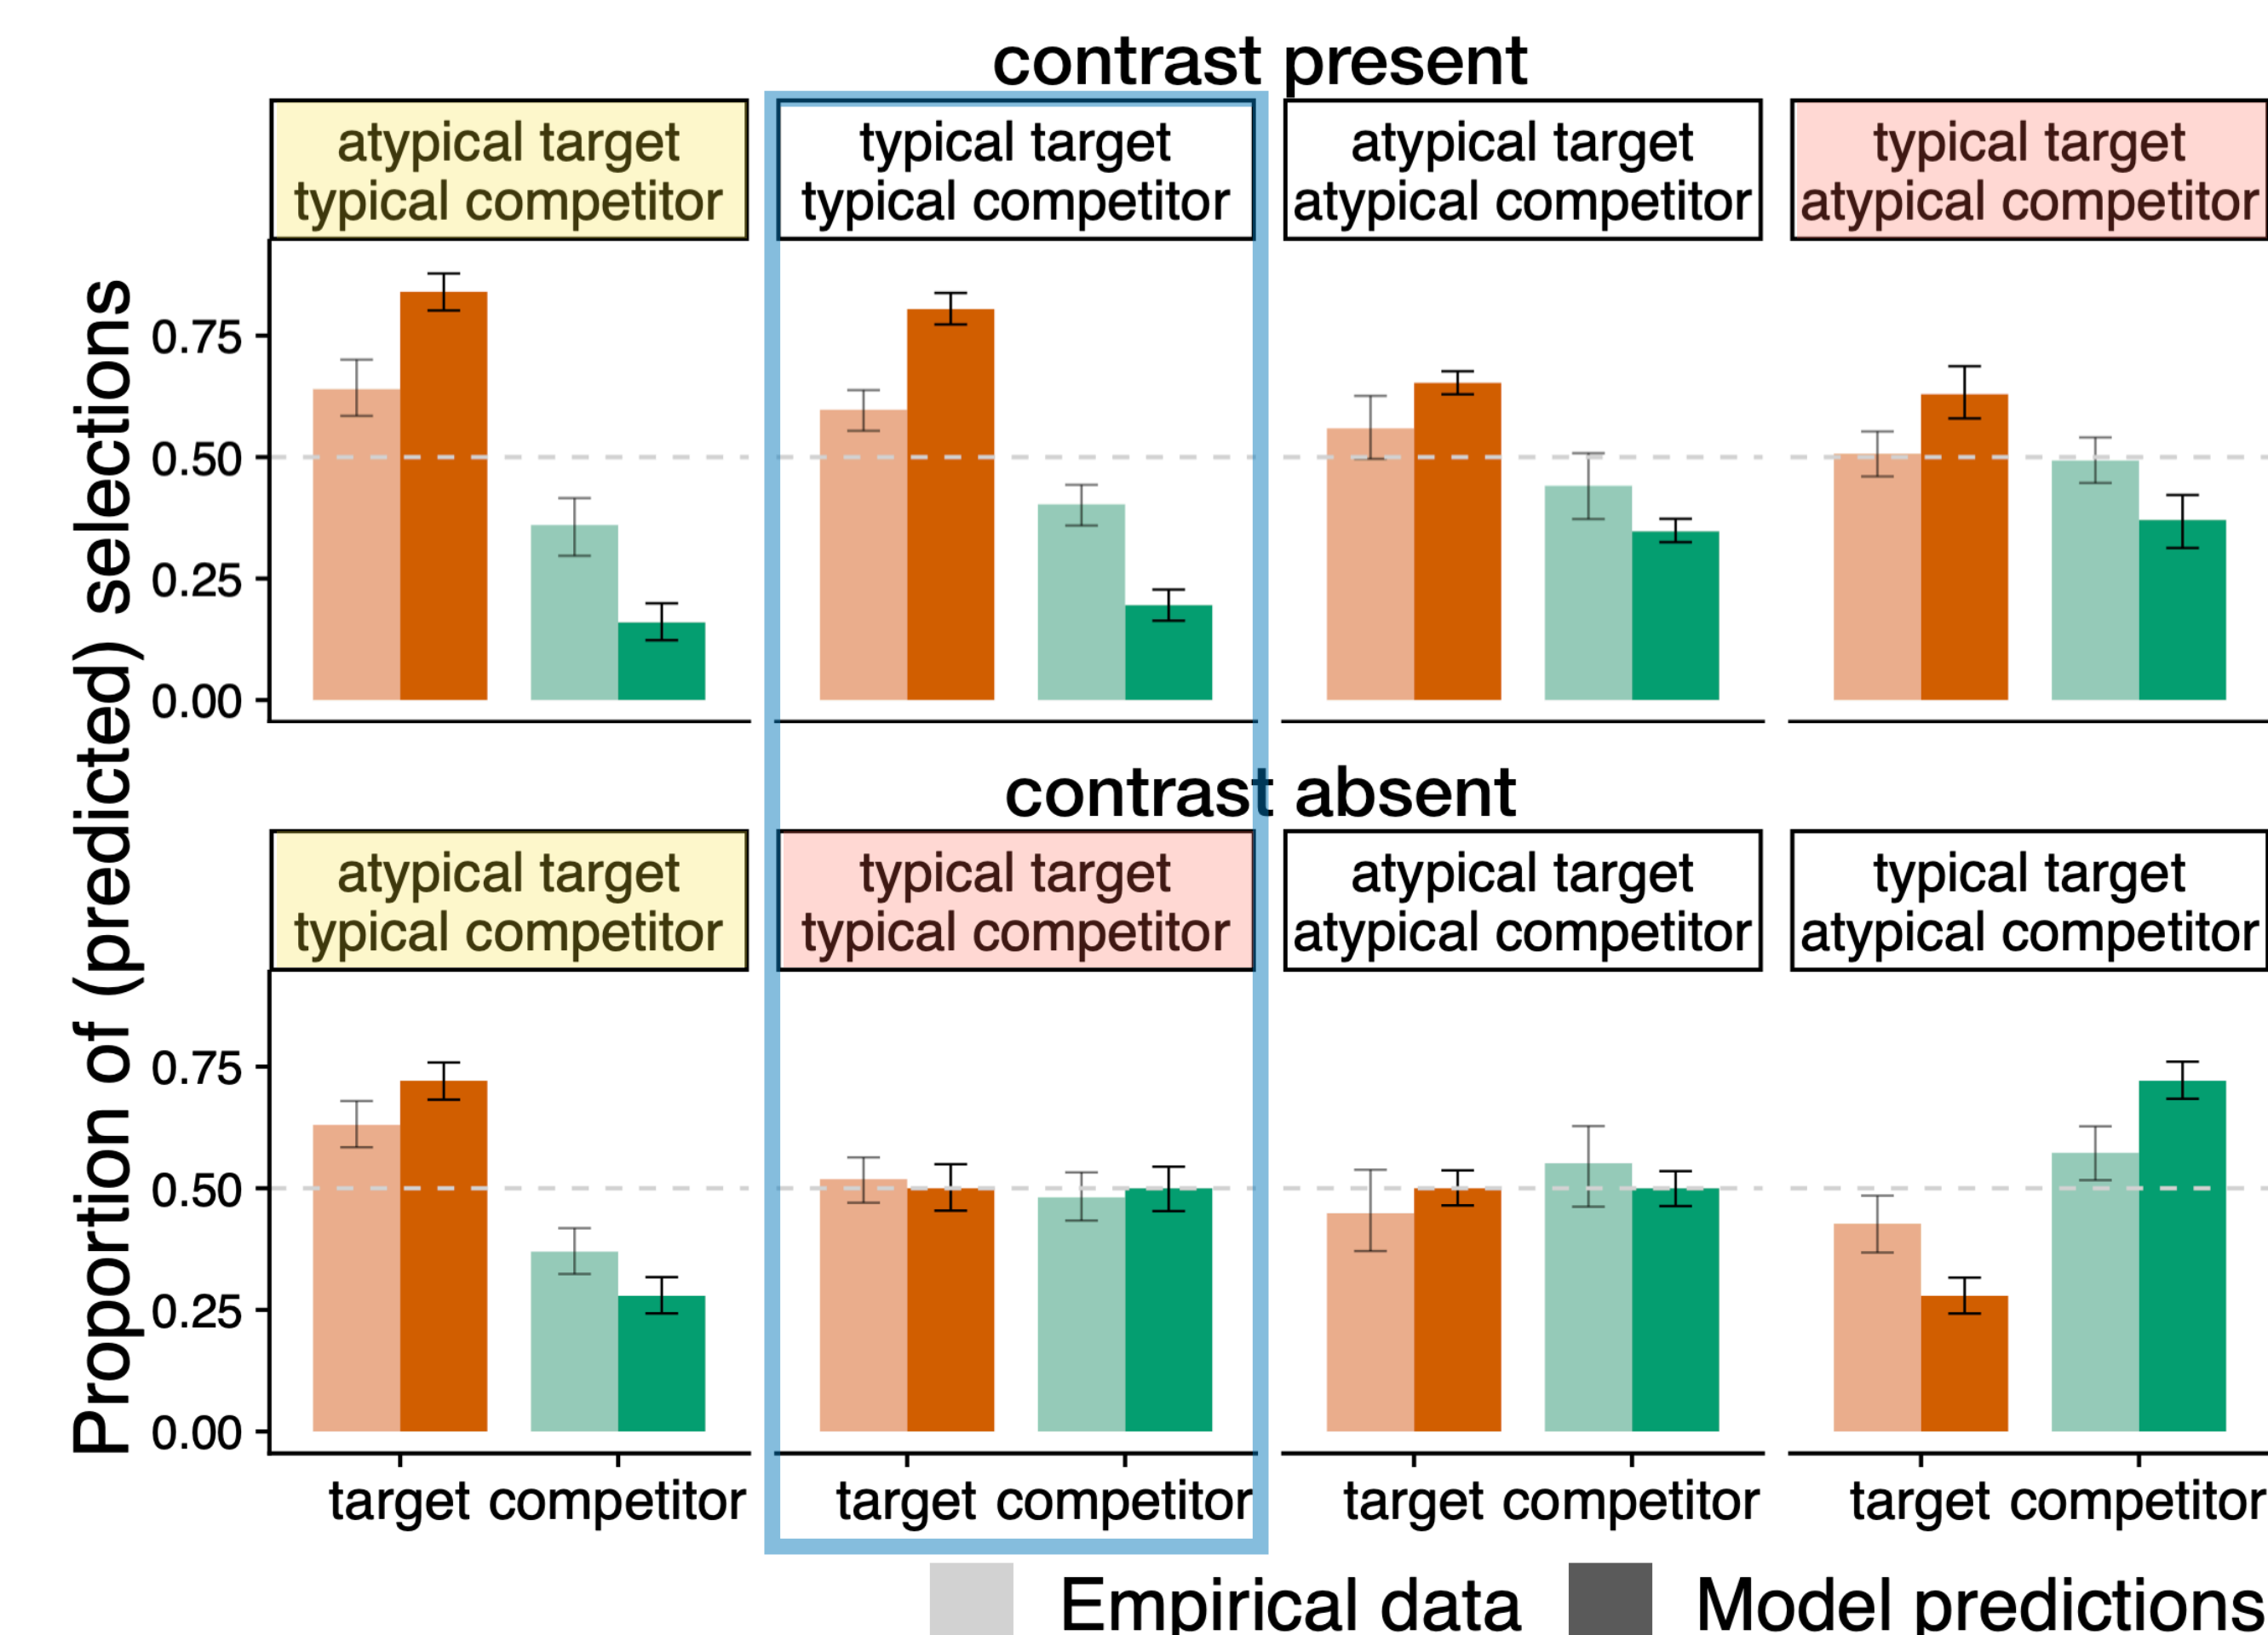 contrast present
atypical target
typical competitor
typical target
typical competitor
atypical target
atypical competitor
typical target
atypical competitor
Proportion of (predicted) selections
0.75
0.50
0.25
0.00
contrast absent
atypical target
typical competitor
typical target
typical competitor
atypical target
atypical competitor
typical target
atypical competitor
0.75
0.50
0.25
0.00
target competitor
target competitor
target competitor
target competitor
Empirical data
Model predictions